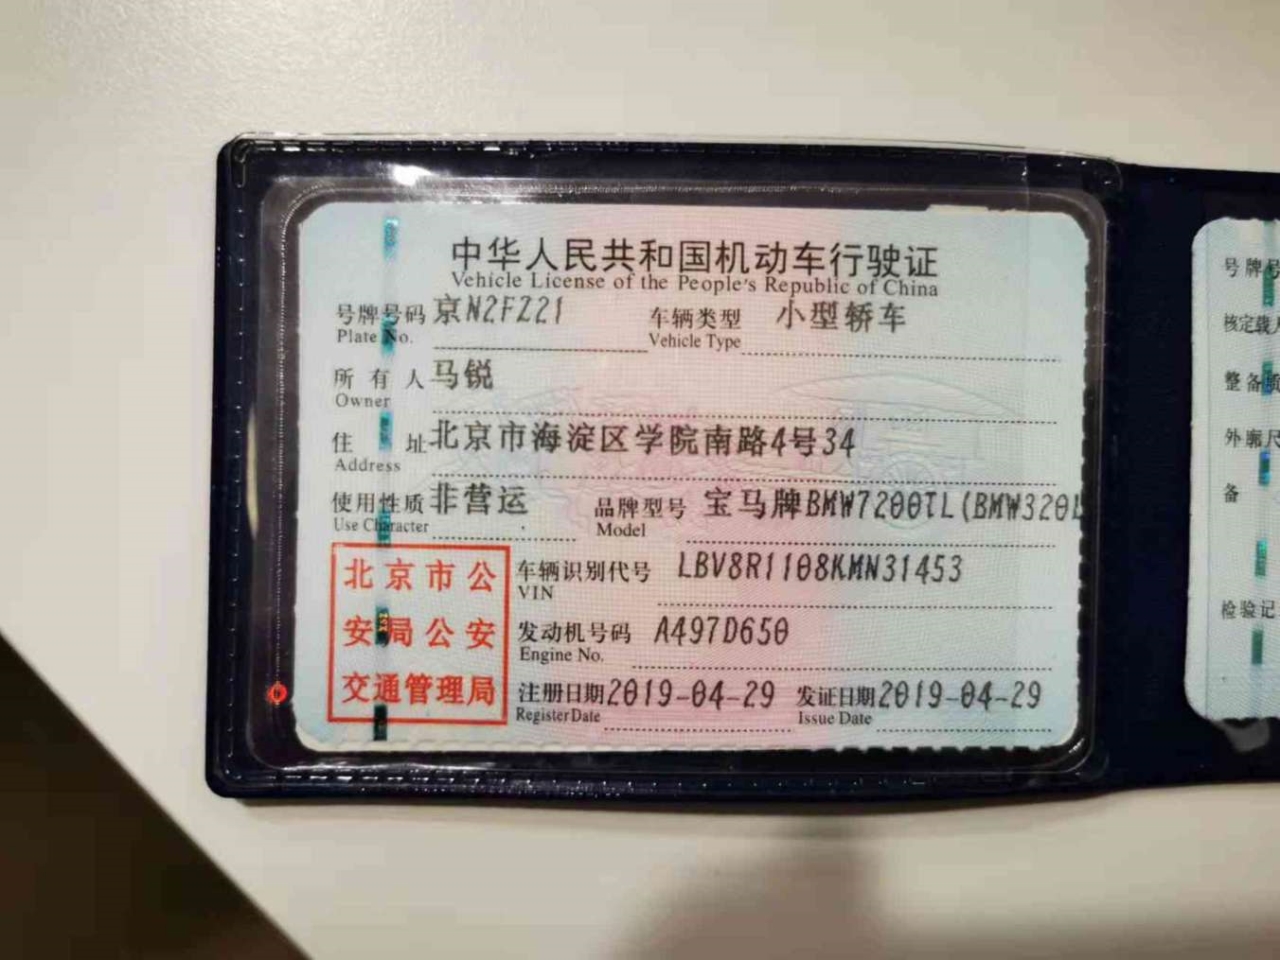 中华人民共和国机动车行驶证
Vehicle License of the People's Republic of China
号牌号码 京N2FZ21 车辆类型 小型轿车
Plate No. Vehicle Type
所有人 马锐
Owner
住址 北京市海淀区学院南路4号34
Address
使用性质 非营运 品牌型号 宝马牌BMW7200TL(BMW320L
Use Character Model
北京市公
安局公安
交通管理局
车辆识别代号 LBV8R1108KMN31453
VIN
发动机号码 A497D650
Engine No.
注册日期 2019-04-29 发证日期 2019-04-29
Register Date Issue Date
号牌号
核定载
整备质
外廓尺
备
检验记